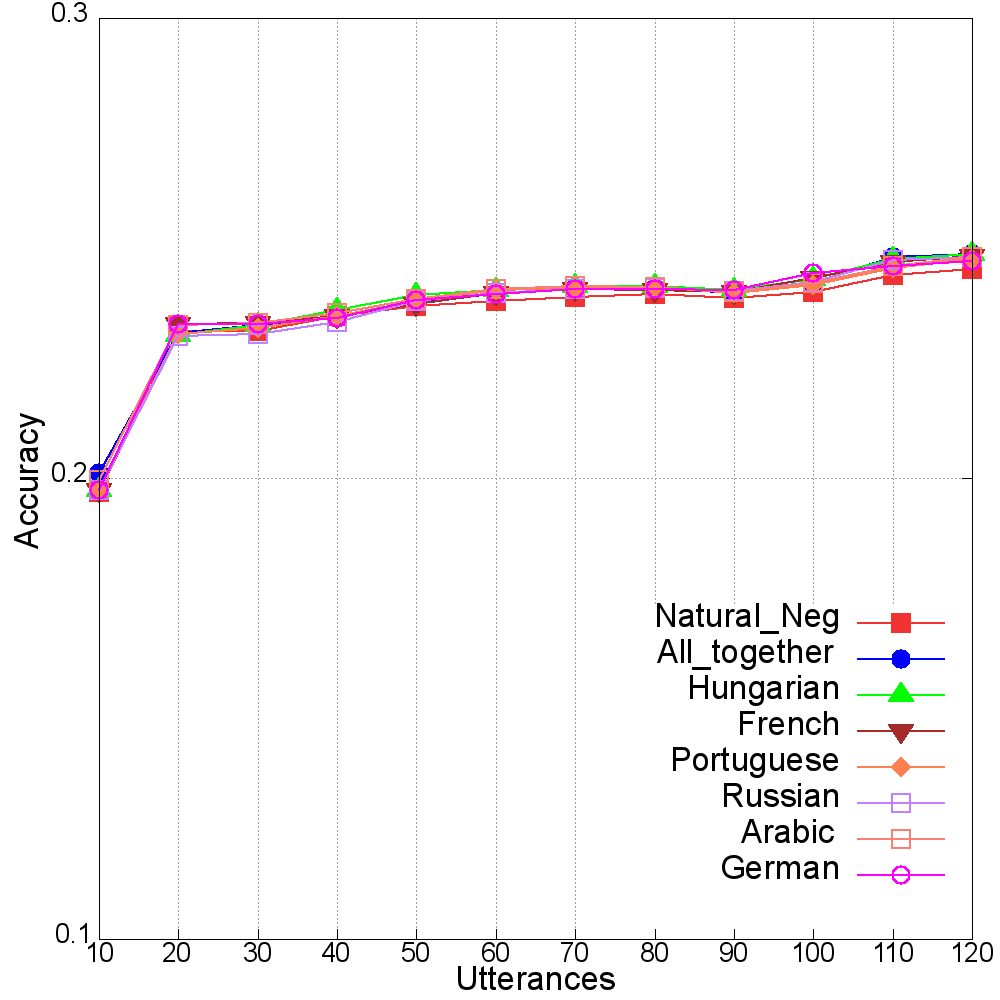 0.3
0.2
0.1
Accuracy
Natural_Neg
All_together
Hungarian
French
Portuguese
Russian
Arabic
German
10 20 30 40 50 60 70 80 90 100 110 120
Utterances